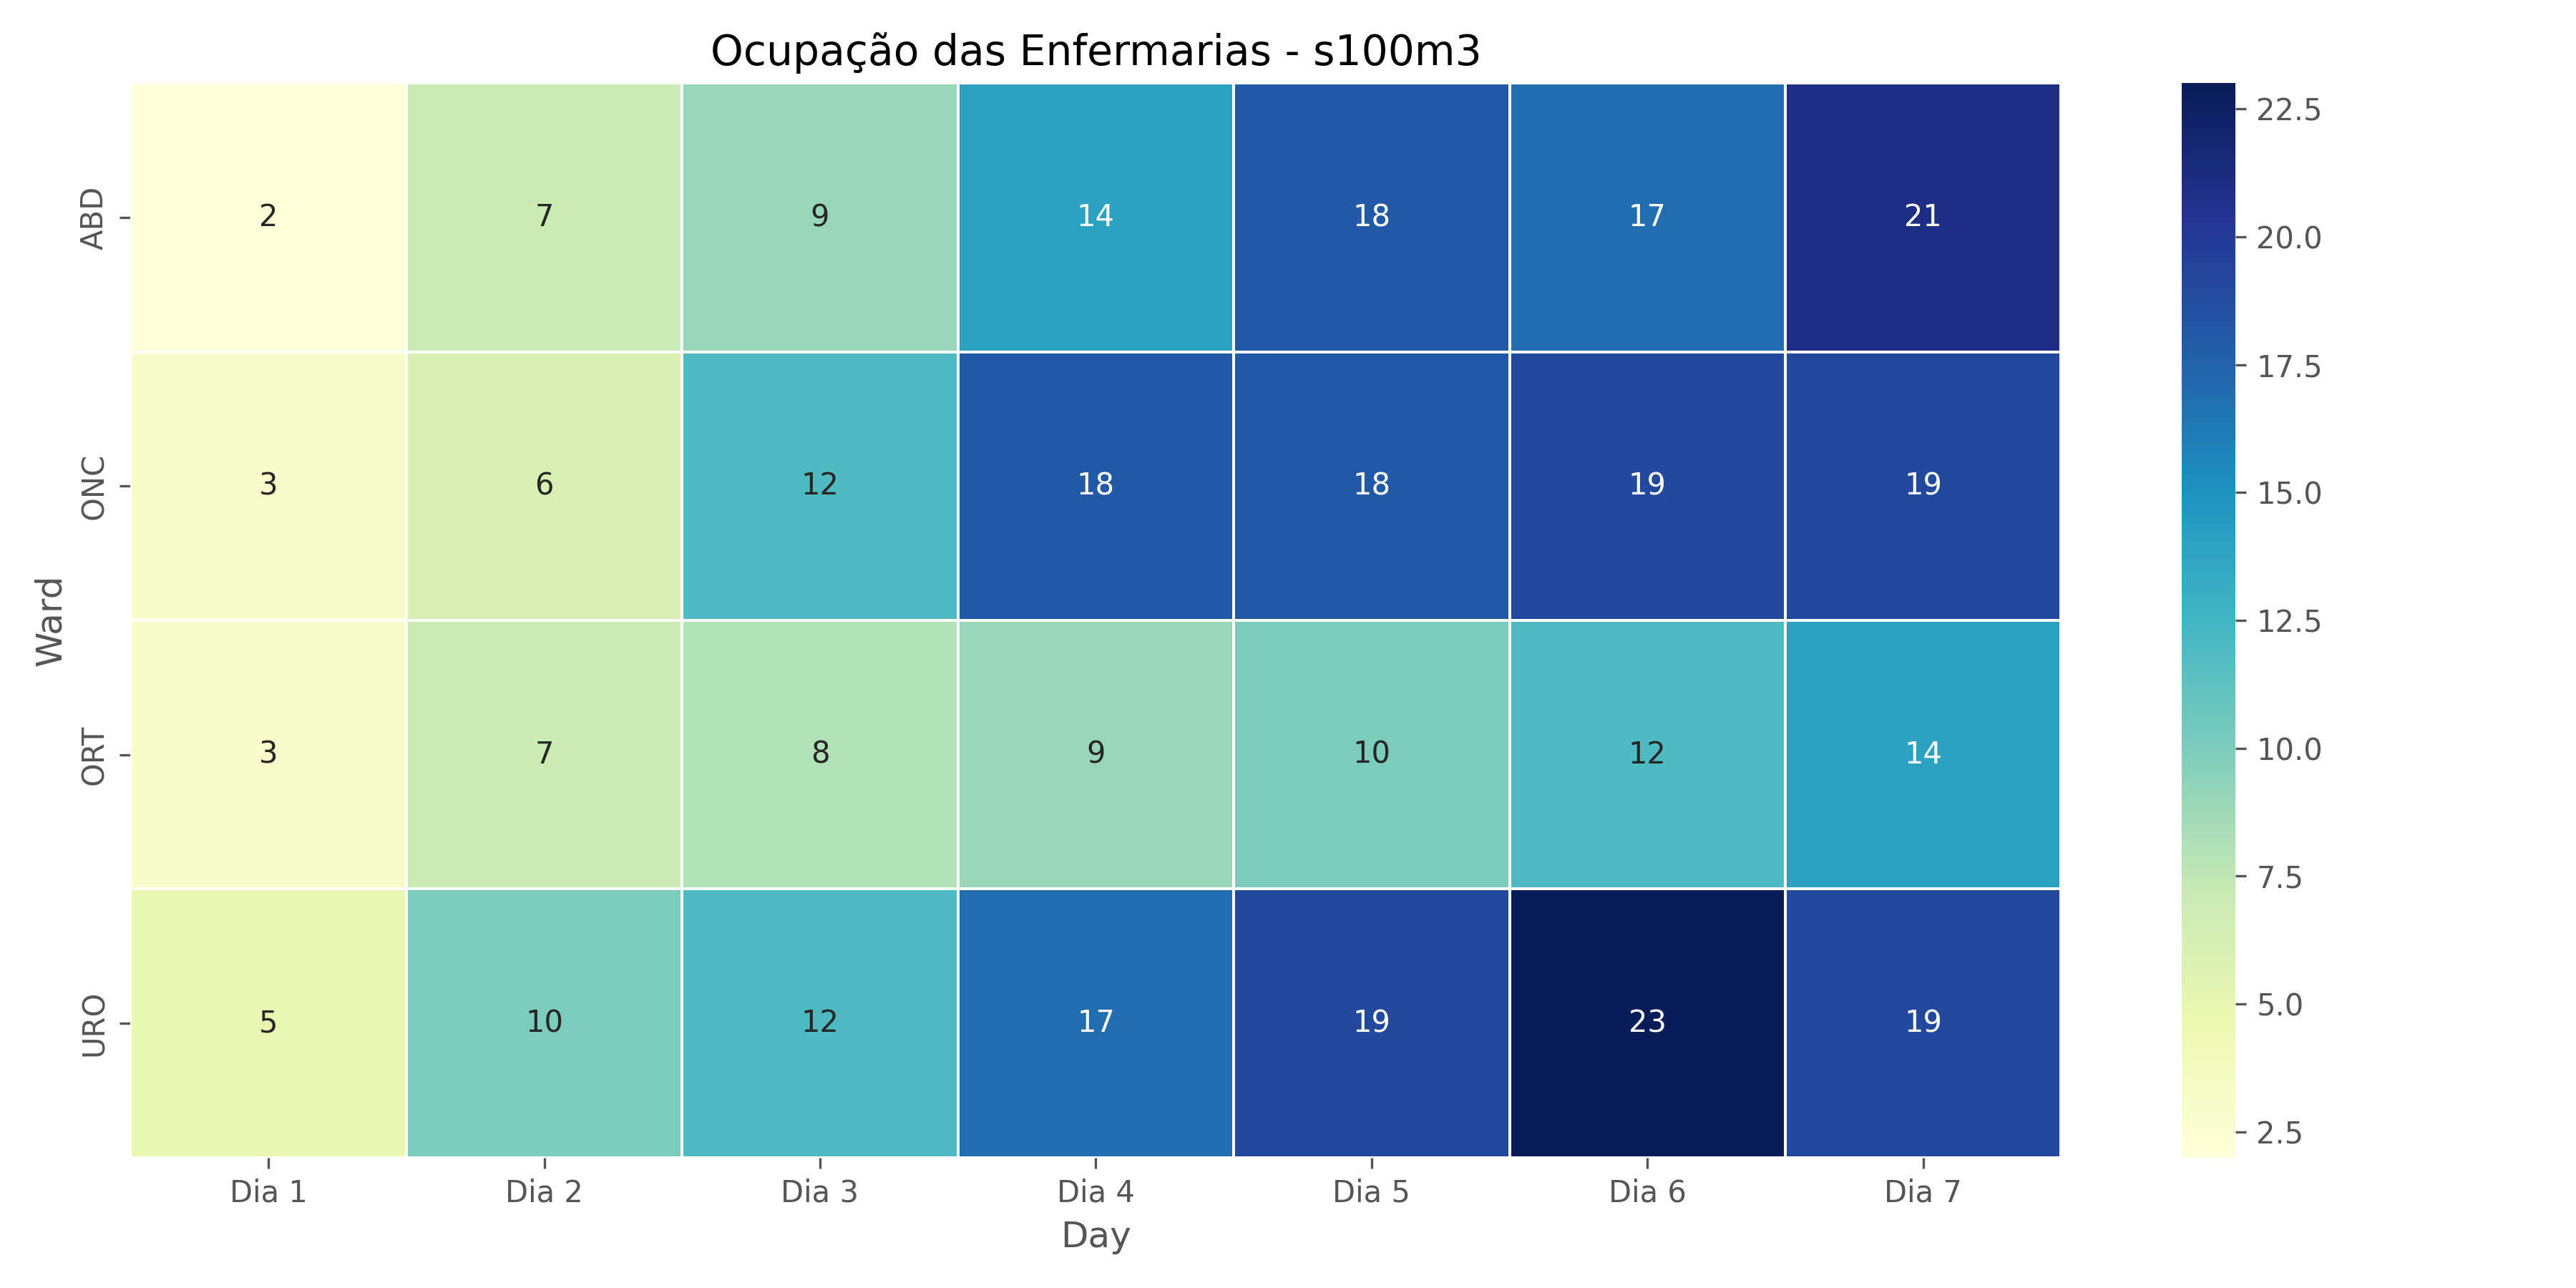 Ocupação das Enfermarias - s100m3
Ward
ABD
2 7 9 14 18 17 21
ONC
3 6 12 18 18 19 19
ORT
3 7 8 9 10 12 14
URO
5 10 12 17 19 23 19
Dia 1 Dia 2 Dia 3 Dia 4 Dia 5 Dia 6 Dia 7
Day
22.5
20.0
17.5
15.0
12.5
10.0
7.5
5.0
2.5